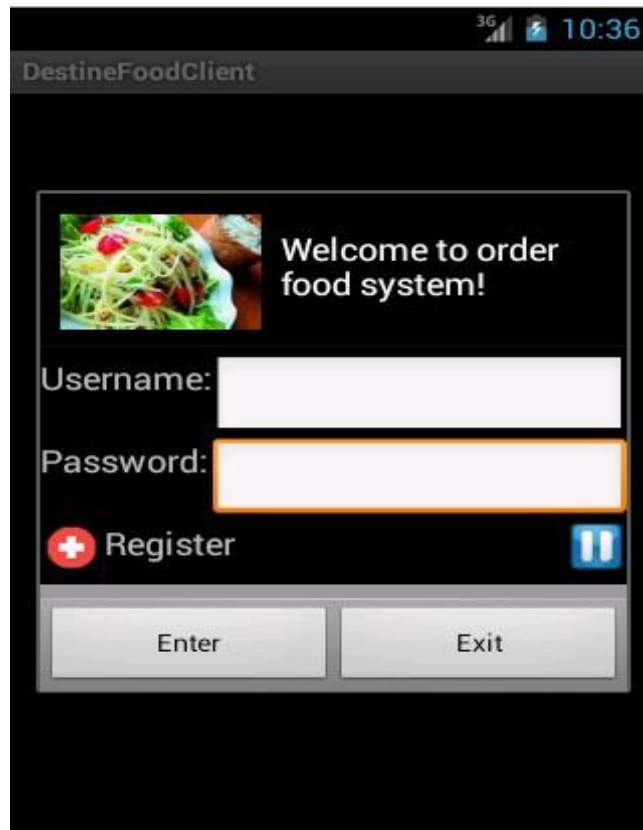 3G 10:36
DestineFoodClient
Welcome to order
food system!
Username:
Password:
Register
Enter Exit